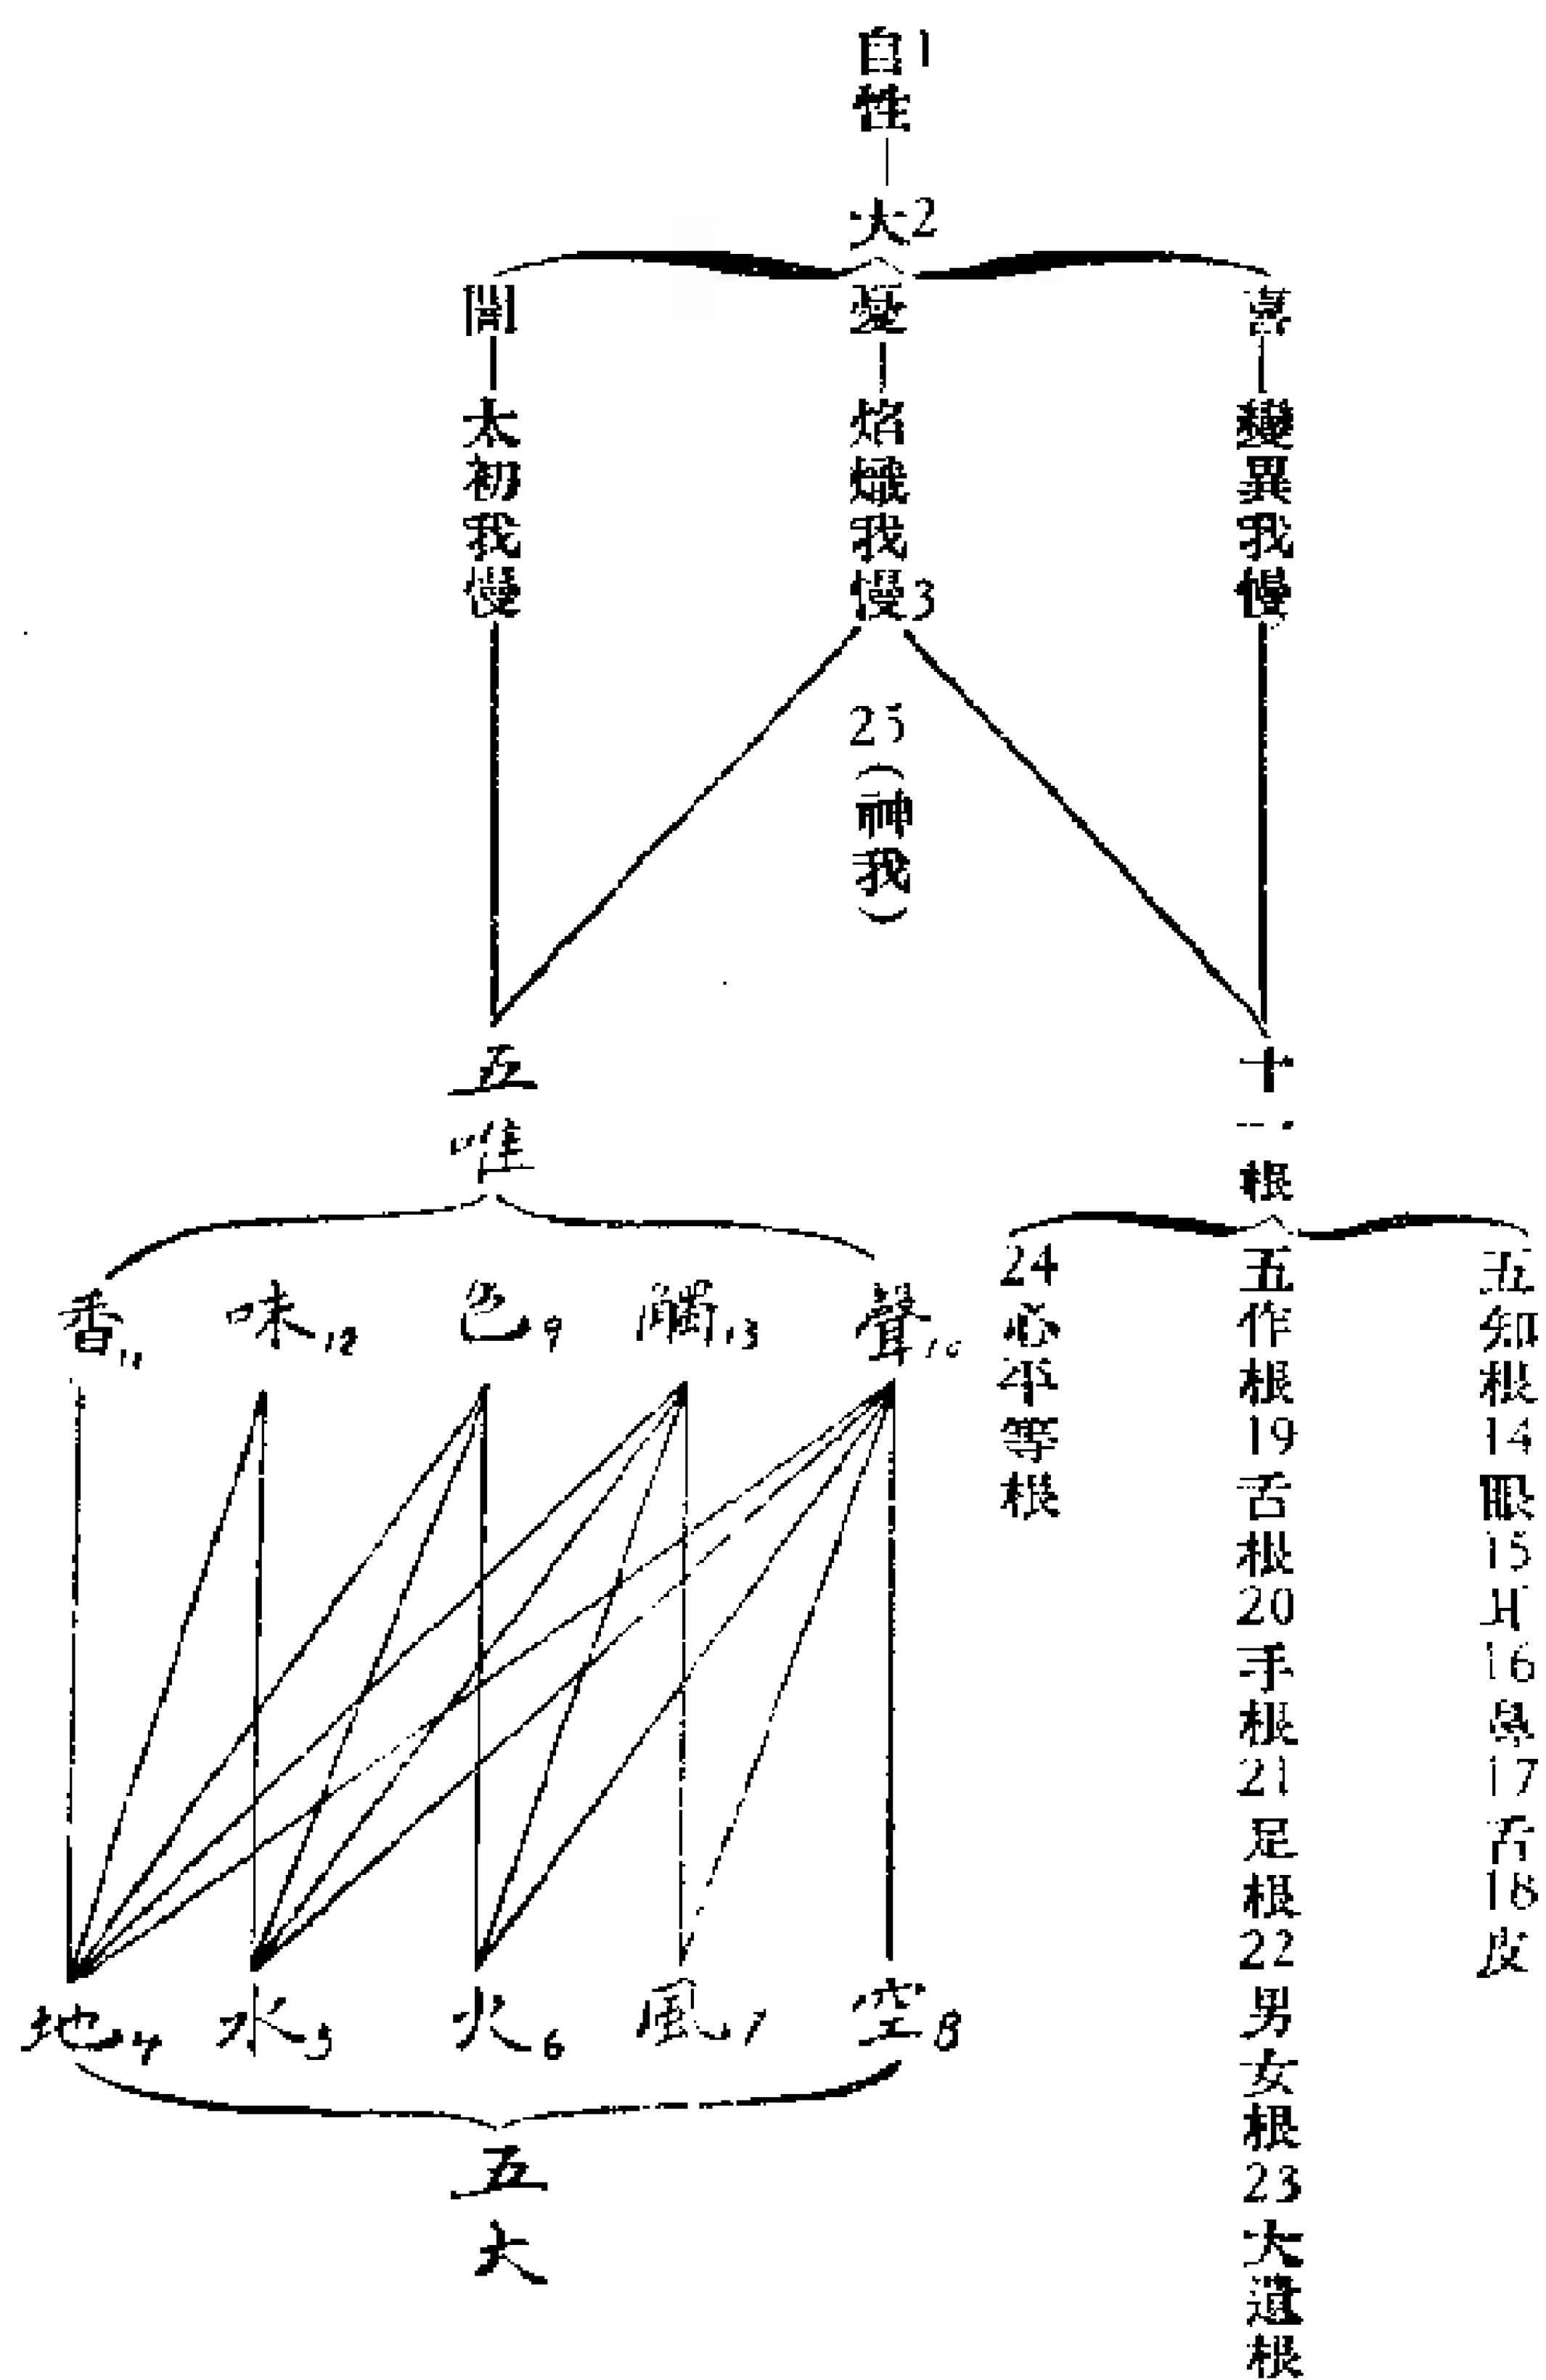 自性1
大2
喜
憂
闇
變異我慢
焰熾我慢3
太初我慢
25(神我)
五唯
十一根
香11
味12
色9
觸13
聲10
五知根14眼15耳16鼻17舌18皮
五作根19舌根20手根21足根22男女根23大遺根
24心平等根
地4
水5
火6
風7
空8
五大